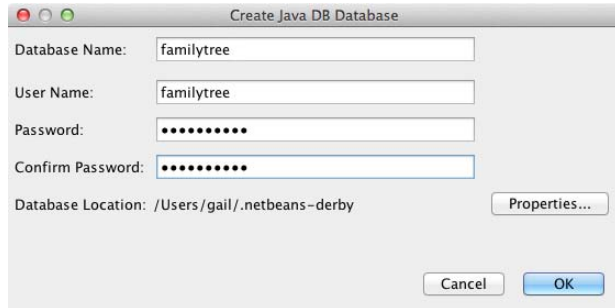 Create Java DB Database
Database Name: familytree
User Name: familytree
Password: ••••••••••
Confirm Password: ••••••••••
Database Location: /Users/gail/.netbeans-derby Properties...
Cancel OK